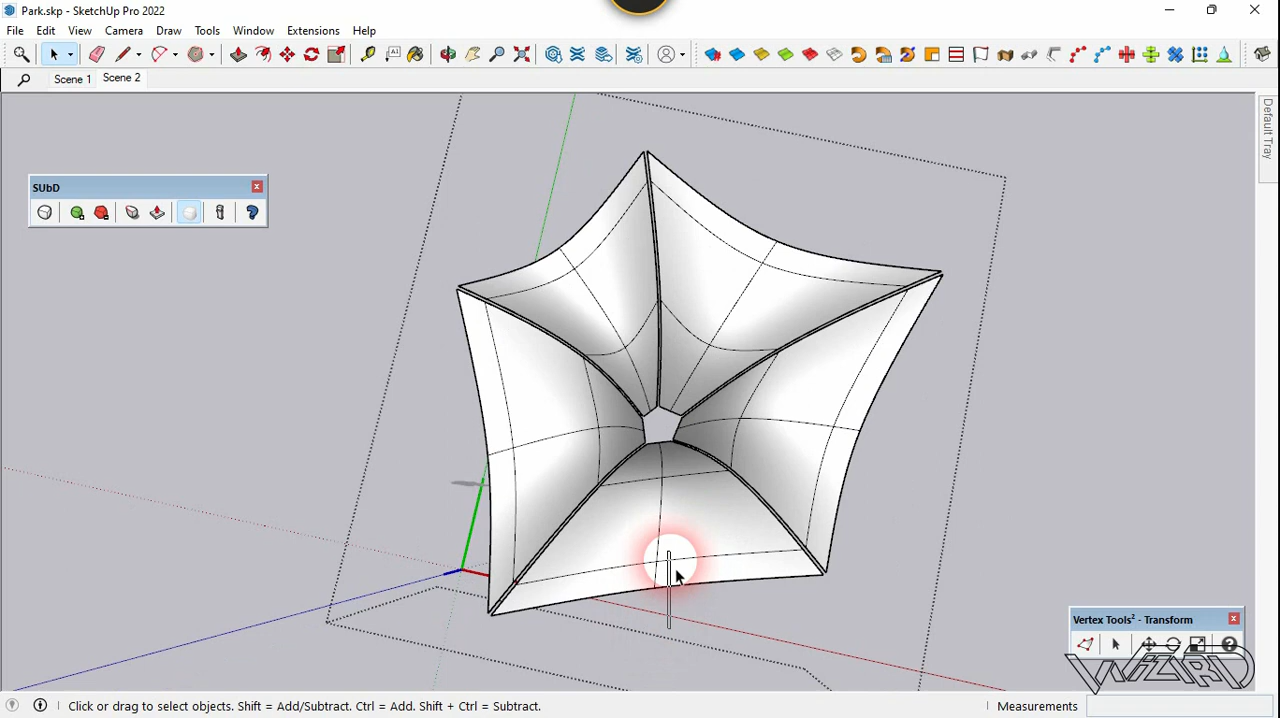 Park.skp - SketchUp Pro 2022
File Edit View Camera Draw Tools Window Extensions Help
Scene 1 Scene 2
Default Tray
SUbD
Vertex Tools² - Transform
WIZARD
Click or drag to select objects. Shift = Add/Subtract. Ctrl = Add. Shift + Ctrl = Subtract.
Measurements